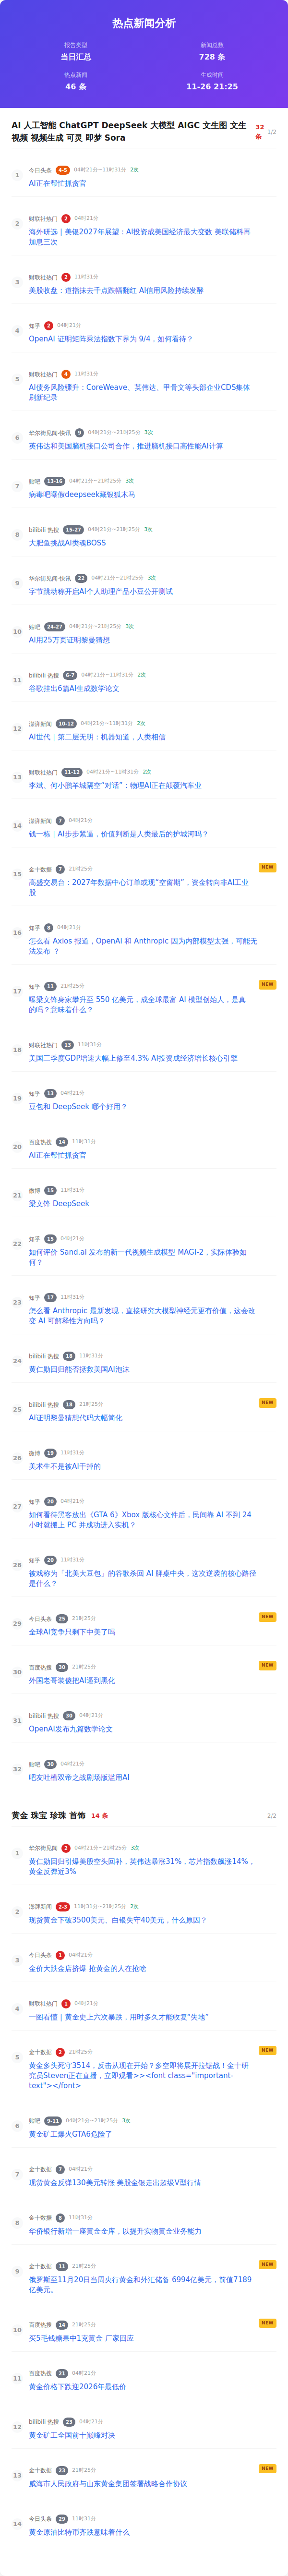 热点新闻分析
报告类型
当日汇总
新闻总数
728 条
热点新闻
46 条
生成时间
11-26 21:25
AI 人工智能 ChatGPT DeepSeek 大模型 AIGC 文生图 文生
视频 视频生成 可灵 即梦 Sora
32
条
1/2
1
今日头条 4-5 04时21分~11时31分 2次
AI正在帮忙抓贪官
2
财联社热门 2 04时21分
海外研选 | 美银2027年展望：AI投资成美国经济最大变数 美联储料再
加息三次
3
财联社热门 2 11时31分
美股收盘：道指抹去千点跌幅翻红 AI信用风险持续发酵
4
知乎 2 04时21分
OpenAI 证明矩阵乘法指数下界为 9/4，如何看待？
5
财联社热门 4 11时31分
AI债务风险骤升：CoreWeave、英伟达、甲骨文等头部企业CDS集体
刷新纪录
6
华尔街见闻-快讯 9 04时21分~21时25分 3次
英伟达和美国脑机接口公司合作，推进脑机接口高性能AI计算
7
贴吧 13-16 04时21分~21时25分 3次
病毒吧曝假deepseek藏银狐木马
8
bilibili 热搜 15-27 04时21分~21时25分 3次
大肥鱼挑战AI类魂BOSS
9
华尔街见闻-快讯 22 04时21分~21时25分 3次
字节跳动称开启AI个人助理产品小豆公开测试
10
贴吧 24-27 04时21分~21时25分 3次
AI用25万页证明黎曼猜想
11
bilibili 热搜 6-7 04时21分~11时31分 2次
谷歌挂出6篇AI生成数学论文
12
澎湃新闻 10-12 04时21分~11时31分 2次
AI世代｜第二层无明：机器知道，人类相信
13
财联社热门 11-12 04时21分~11时31分 2次
李斌、何小鹏羊城隔空“对话”：物理AI正在颠覆汽车业
14
澎湃新闻 7 04时21分
钱一栋｜AI步步紧逼，价值判断是人类最后的护城河吗？
15
金十数据 7 21时25分
NEW
高盛交易台：2027年数据中心订单或现“空窗期”，资金转向非AI工业
股
16
知乎 8 04时21分
怎么看 Axios 报道，OpenAI 和 Anthropic 因为内部模型太强，可能无
法发布 ？
17
知乎 11 21时25分
NEW
曝梁文锋身家攀升至 550 亿美元，成全球最富 AI 模型创始人，是真
的吗？意味着什么？
18
财联社热门 13 11时31分
美国三季度GDP增速大幅上修至4.3% AI投资成经济增长核心引擎
19
知乎 13 04时21分
豆包和 DeepSeek 哪个好用？
20
百度热搜 14 11时31分
AI正在帮忙抓贪官
21
微博 15 11时31分
梁文锋 DeepSeek
22
知乎 15 04时21分
如何评价 Sand.ai 发布的新一代视频生成模型 MAGI-2，实际体验如
何？
23
知乎 17 11时31分
怎么看 Anthropic 最新发现，直接研究大模型神经元更有价值，这会改
变 AI 可解释性方向吗？
24
bilibili 热搜 18 11时31分
黄仁勋回归能否拯救美国AI泡沫
25
bilibili 热搜 18 21时25分
NEW
AI证明黎曼猜想代码大幅简化
26
微博 19 11时31分
美术生不是被AI干掉的
27
知乎 20 04时21分
如何看待黑客放出《GTA 6》Xbox 版核心文件后，民间靠 AI 不到 24
小时就搬上 PC 并成功进入实机？
28
知乎 20 11时31分
被戏称为「北美大豆包」的谷歌杀回 AI 牌桌中央，这次逆袭的核心路径
是什么？
29
今日头条 25 21时25分
NEW
全球AI竞争只剩下中美了吗
30
百度热搜 30 21时25分
NEW
外国老哥装傻把AI逼到黑化
31
bilibili 热搜 30 04时21分
OpenAI发布九篇数学论文
32
贴吧 30 04时21分
吧友吐槽双帝之战剧场版滥用AI
黄金 珠宝 珍珠 首饰 14 条
2/2
1
华尔街见闻 2 04时21分~21时25分 3次
黄仁勋回归引爆美股空头回补，英伟达暴涨31%，芯片指数飙涨14%，
黄金反弹近3%
2
澎湃新闻 2-3 11时31分~21时25分 2次
现货黄金下破3500美元、白银失守40美元，什么原因？
3
今日头条 1 04时21分
金价大跌金店挤爆 抢黄金的人在抢啥
4
财联社热门 1 04时21分
一图看懂 | 黄金史上六次暴跌，用时多久才能收复“失地”
5
金十数据 2 21时25分
NEW
黄金多头死守3514，反击从现在开始？多空即将展开拉锯战！金十研
究员Steven正在直播，立即观看>><font class="important-
text"></font>
6
贴吧 9-11 04时21分~21时25分 3次
黄金矿工爆火GTA6危险了
7
金十数据 7 04时21分
现货黄金反弹130美元转涨 美股金银走出超级V型行情
8
金十数据 8 11时31分
华侨银行新增一座黄金金库，以提升实物黄金业务能力
9
金十数据 11 21时25分
NEW
俄罗斯至11月20日当周央行黄金和外汇储备 6994亿美元，前值7189
亿美元。
10
百度热搜 14 21时25分
NEW
买5毛钱糖果中1克黄金 厂家回应
11
百度热搜 21 04时21分
黄金价格下跌迎2026年最低价
12
bilibili 热搜 23 04时21分
黄金矿工全国前十巅峰对决
13
金十数据 23 21时25分
NEW
威海市人民政府与山东黄金集团签署战略合作协议
14
今日头条 29 11时31分
黄金原油比特币齐跌意味着什么